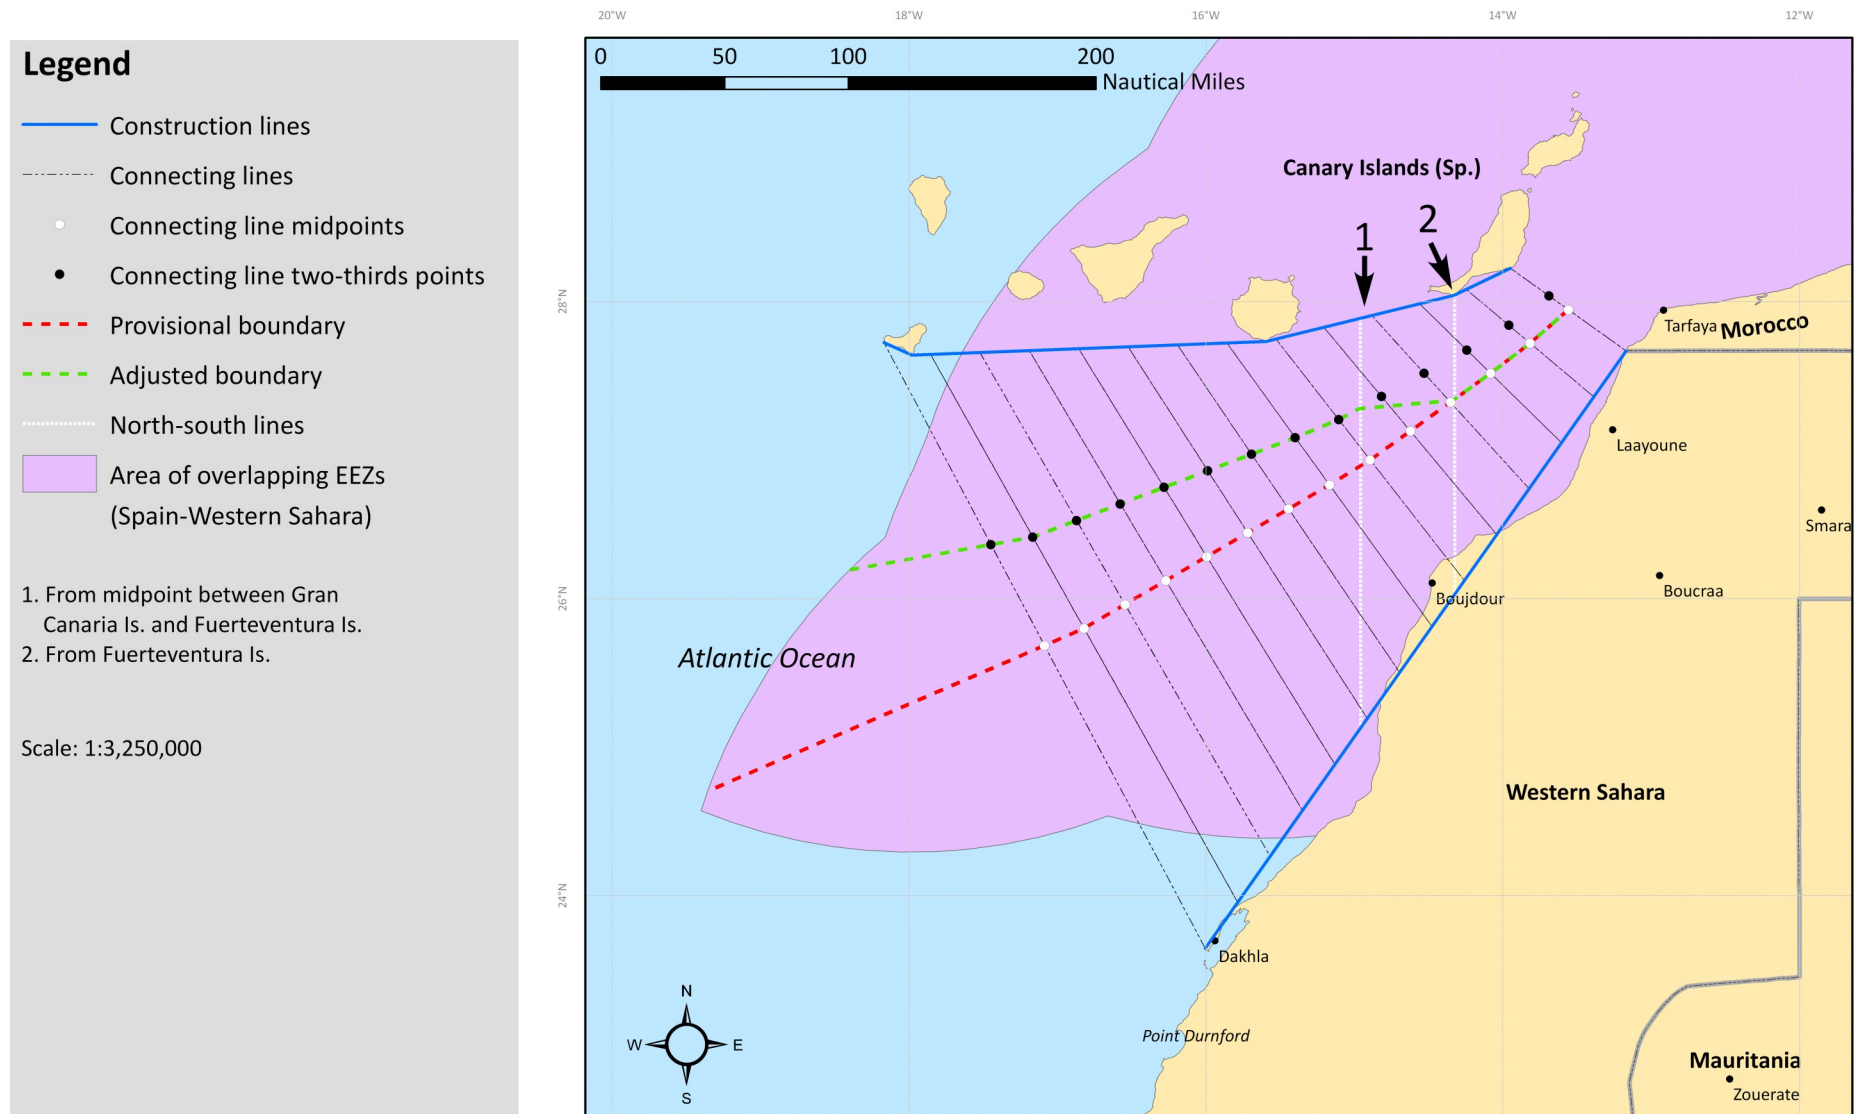 Legend
Construction lines
Connecting lines
Connecting line midpoints
Connecting line two-thirds points
Provisional boundary
Adjusted boundary
North-south lines
Area of overlapping EEZs
(Spain-Western Sahara)
1. From midpoint between Gran
Canaria Is. and Fuerteventura Is.
2. From Fuerteventura Is.
Scale: 1:3,250,000
20°W
18°W
16°W
14°W
12°W
0
50
100
200
Nautical Miles
Canary Islands (Sp.)
1
2
28°N
Tarfaya
Morocco
Laayoune
Smara
Boucraa
26°N
Boujdour
Atlantic Ocean
Western Sahara
24°N
Dakhla
Point Durnford
N
W
E
S
Mauritania
Zouerate